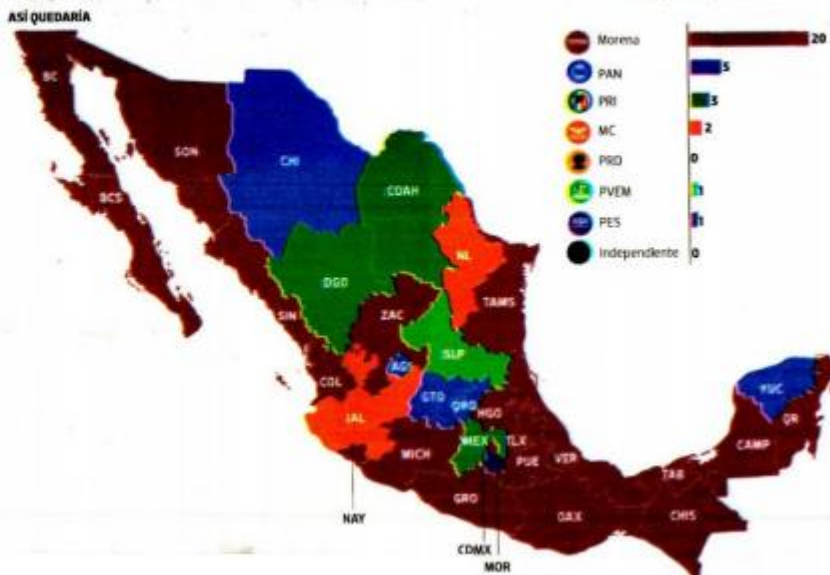 ASÍ QUEDARÍA
Morena 20
PAN 5
PRI 3
MC 2
PRD 0
PVEM 1
PES 1
Independiente 0
BC
SON
CHI
COAH
BCS
NL
DGO
TAMS
SIN
ZAC
SLP
COL
AGS
GTO
QRO
HGO
YUC
QR
JAL
MEX
TLX
CAMP
MICH
PUE
VER
TAB
GRO
OAX
CHIS
NAY
CDMX
MOR